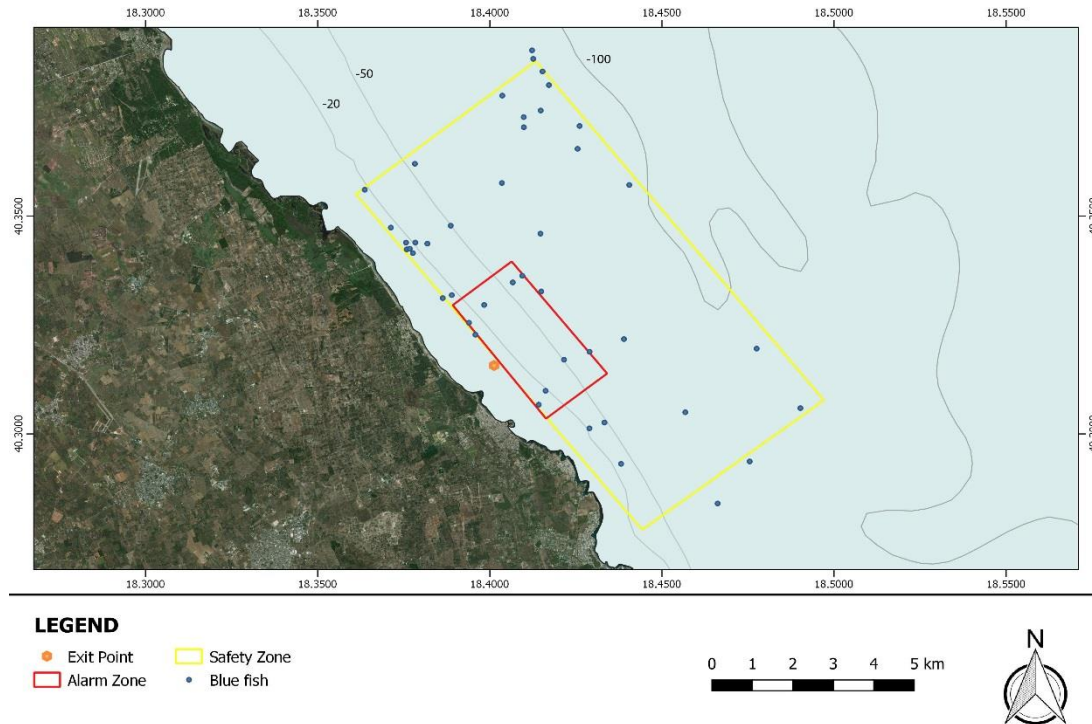 18.3000 18.3500 18.4000 18.4500 18.5000 18.5500
-100
-50
-20
40.3500
40.3000
40.3000
18.3000 18.3500 18.4000 18.4500 18.5000 18.5500
LEGEND
Exit Point
Safety Zone
Alarm Zone
Blue fish
0 1 2 3 4 5 km
N